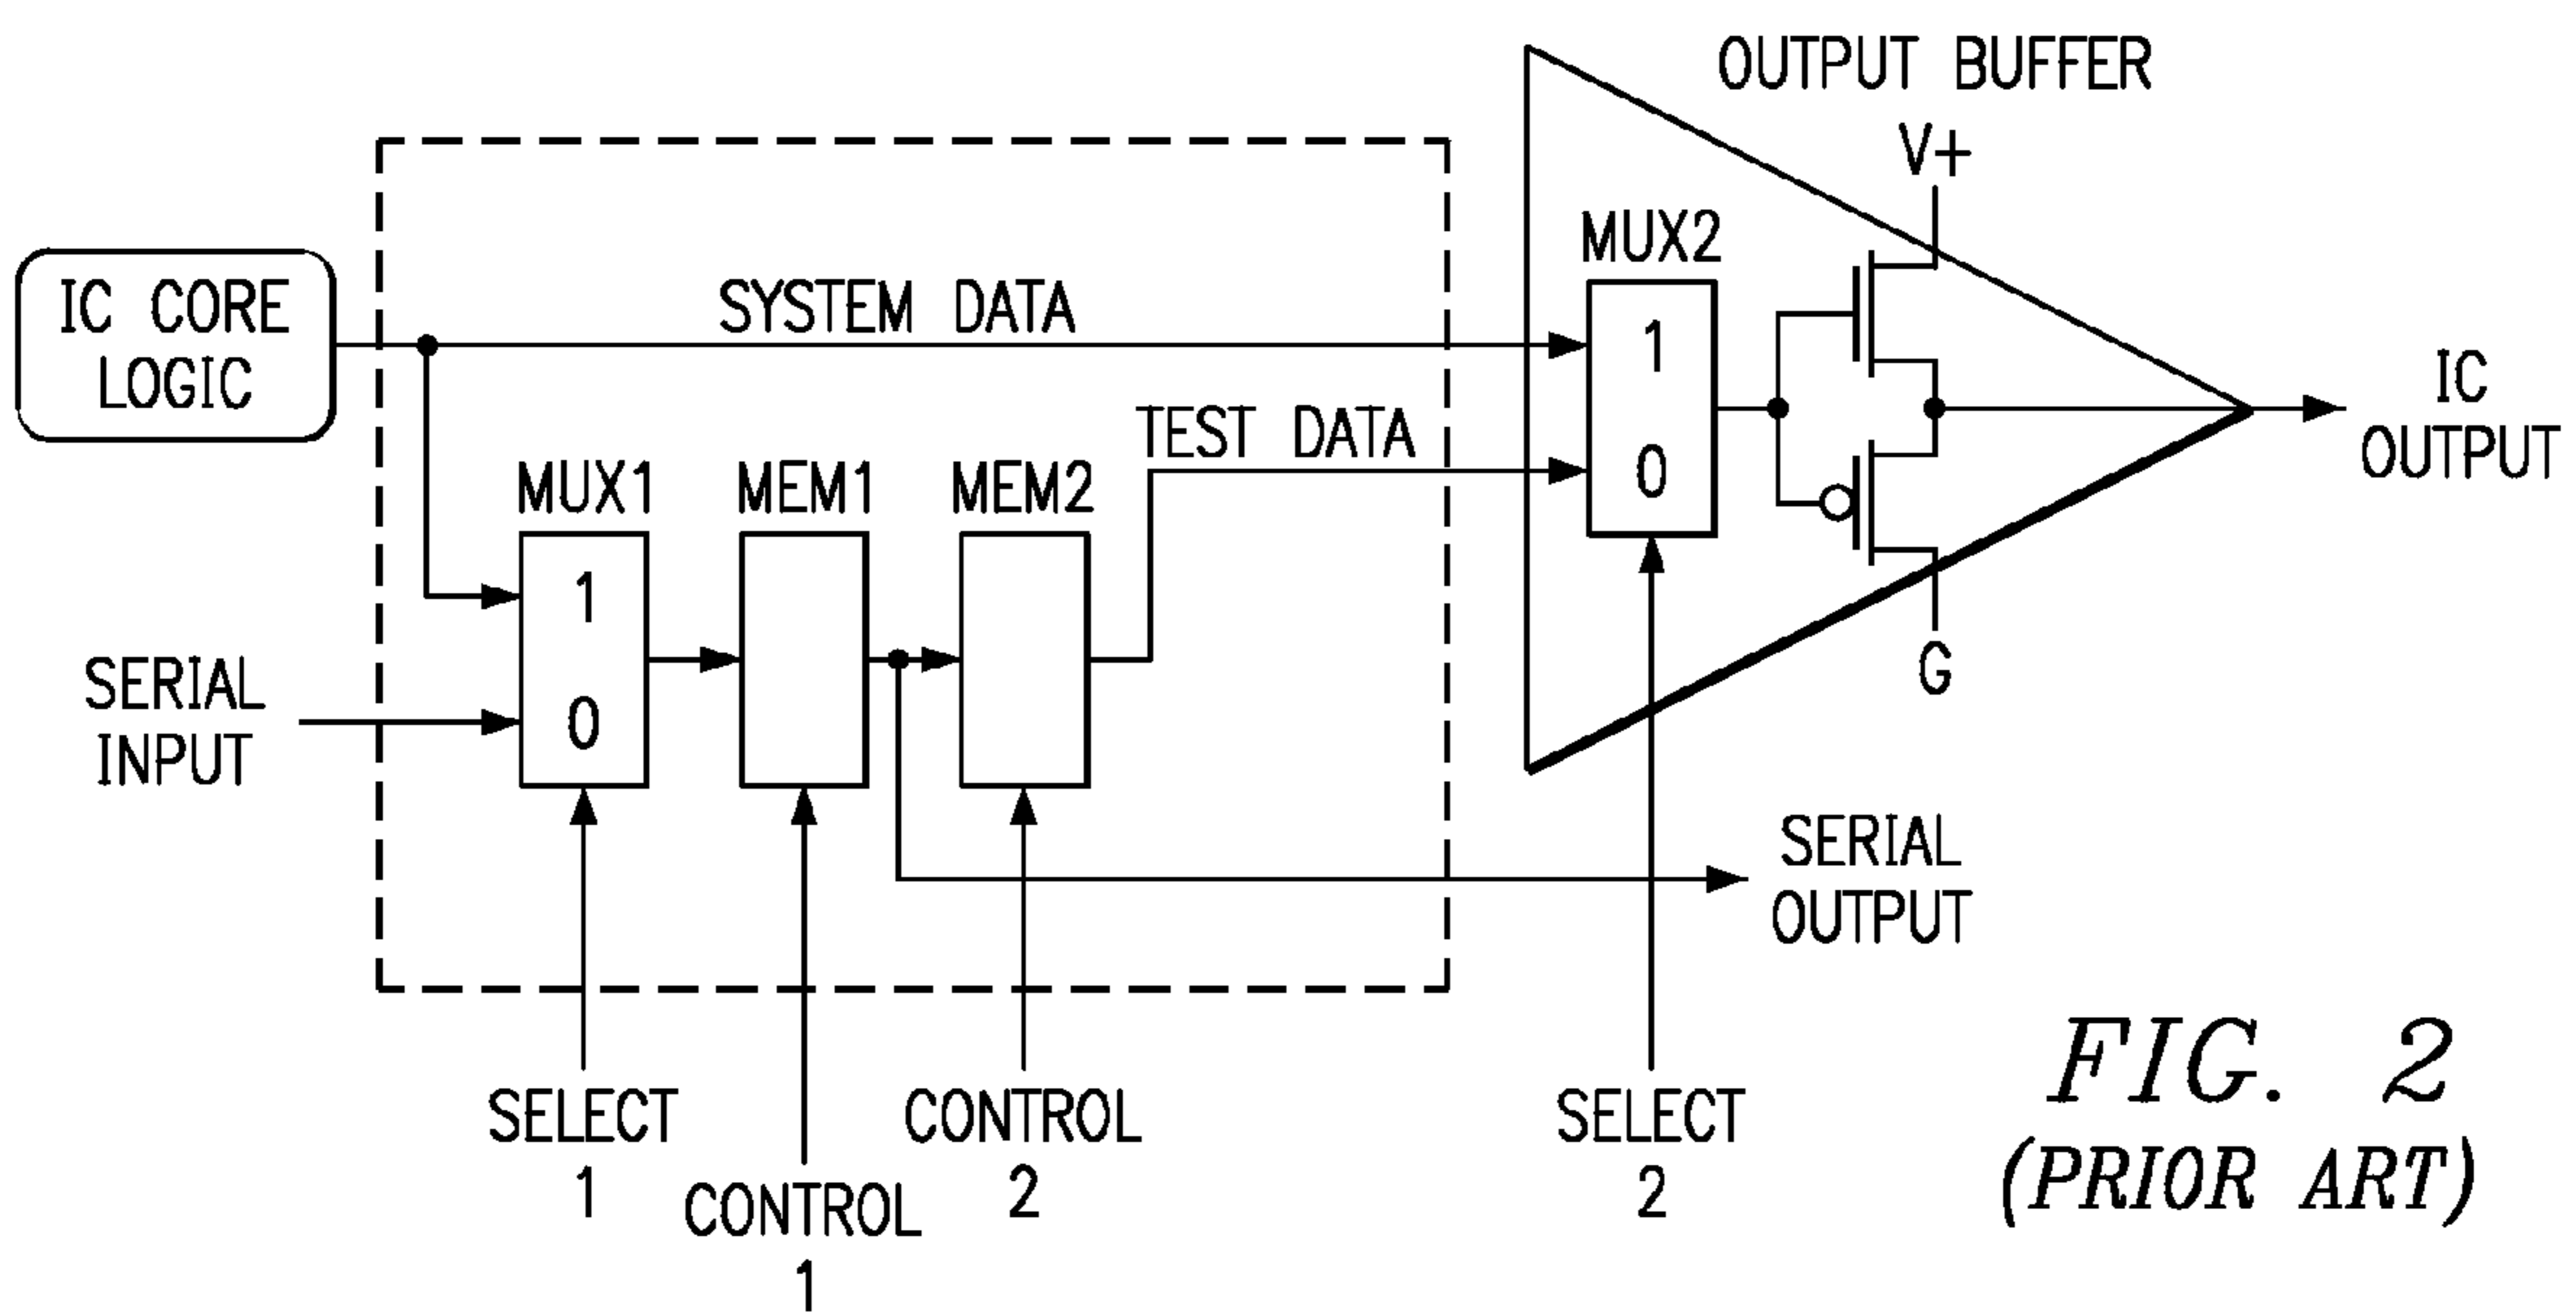 OUTPUT BUFFER
V+
MUX2
IC CORE
LOGIC
SYSTEM DATA
1
0
IC
OUTPUT
TEST DATA
MUX1
MEM1
MEM2
1
0
SERIAL
INPUT
G
SERIAL
OUTPUT
SELECT
1
CONTROL
1
CONTROL
2
SELECT
2
FIG. 2
(PRIOR ART)